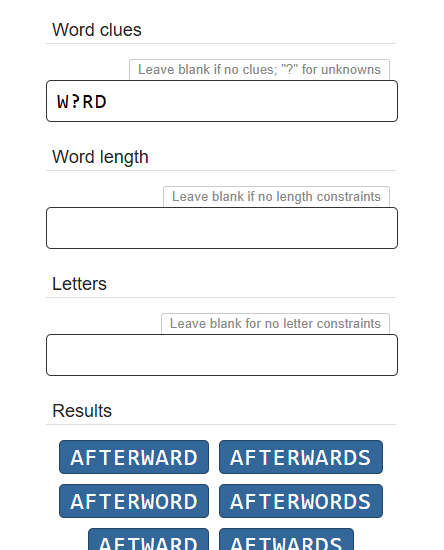 Word clues
Leave blank if no clues; "?" for unknowns
W?RD
Word length
Leave blank if no length constraints
Letters
Leave blank for no letter constraints
Results
AFTERWARD AFTERWARDS
AFTERWORD AFTERWORDS
AFTWARD AFTWARDS